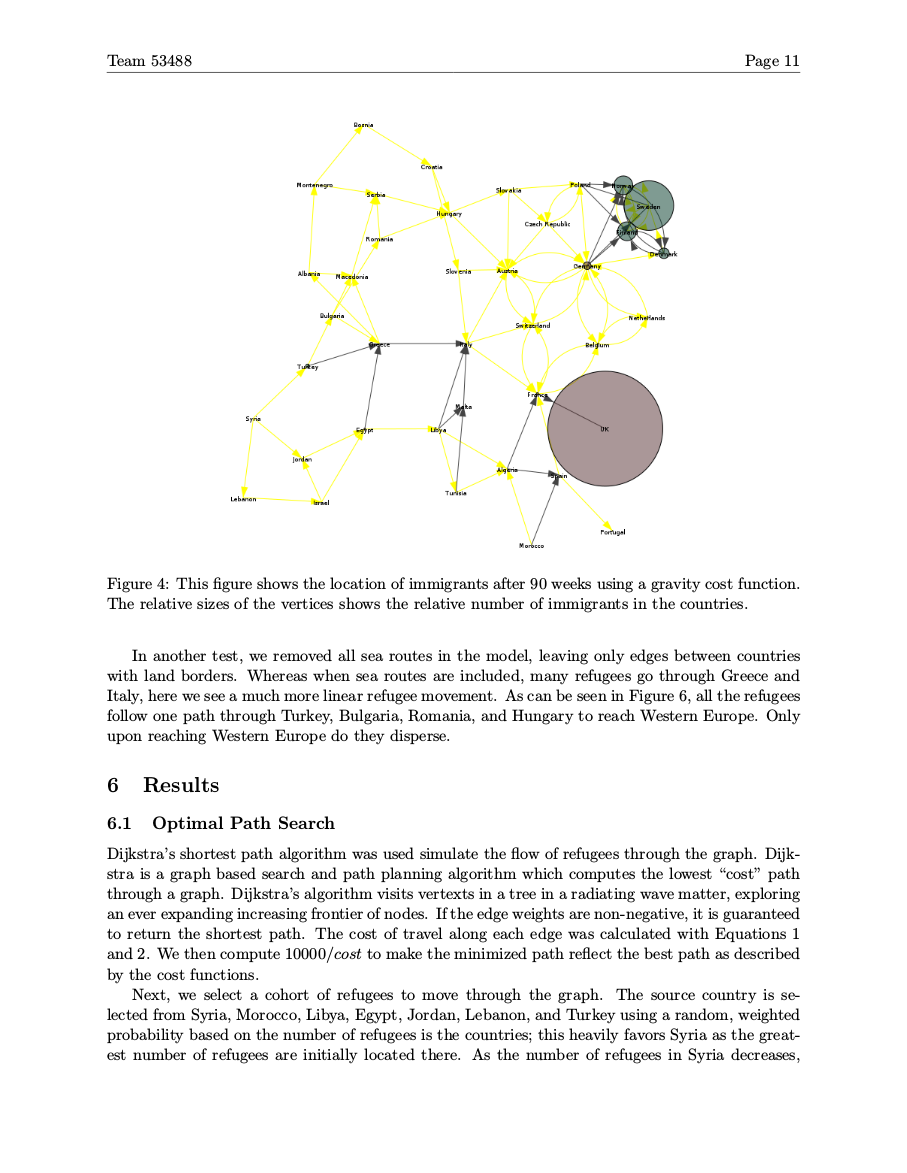 Team 53488 Page 11
Bosnia
Croatia
Montenegro
Serbia
Slovakia
Poland
Norway
Sweden
Hungary
Czech Republic
Finland
Romania
Denmark
Albania
Macedonia
Slovenia
Austria
Germany
Bulgaria
Switzerland
Netherlands
Greece
Italy
Belgium
Turkey
France
Malta
Syria
Egypt
Libya
UK
Jordan
Algeria
Spain
Lebanon
Israel
Tunisia
Portugal
Morocco
Figure 4: This figure shows the location of immigrants after 90 weeks using a gravity cost function.
The relative sizes of the vertices shows the relative number of immigrants in the countries.
In another test, we removed all sea routes in the model, leaving only edges between countries
with land borders. Whereas when sea routes are included, many refugees go through Greece and
Italy, here we see a much more linear refugee movement. As can be seen in Figure 6, all the refugees
follow one path through Turkey, Bulgaria, Romania, and Hungary to reach Western Europe. Only
upon reaching Western Europe do they disperse.
6 Results
6.1 Optimal Path Search
Dijkstra's shortest path algorithm was used simulate the flow of refugees through the graph. Dijk-
stra is a graph based search and path planning algorithm which computes the lowest "cost" path
through a graph. Dijkstra's algorithm visits vertexts in a tree in a radiating wave matter, exploring
an ever expanding increasing frontier of nodes. If the edge weights are non-negative, it is guaranteed
to return the shortest path. The cost of travel along each edge was calculated with Equations 1
and 2. We then compute 10000/cost to make the minimized path reflect the best path as described
by the cost functions.
Next, we select a cohort of refugees to move through the graph. The source country is se-
lected from Syria, Morocco, Libya, Egypt, Jordan, Lebanon, and Turkey using a random, weighted
probability based on the number of refugees is the countries; this heavily favors Syria as the great-
est number of refugees are initially located there. As the number of refugees in Syria decreases,